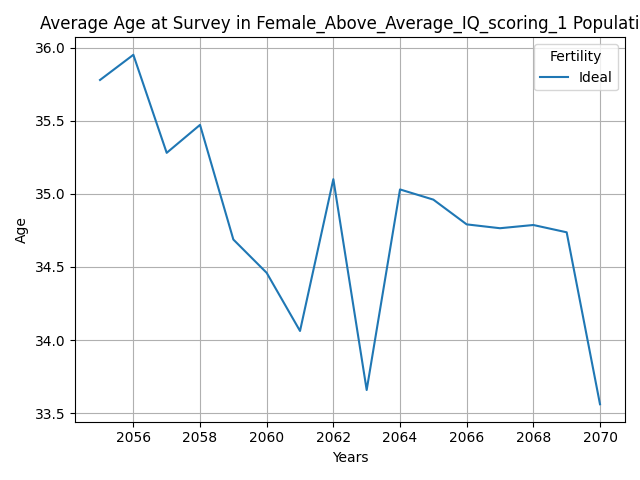 Average Age at Survey in Female_Above_Average_IQ_scoring_1 Populati
Fertility
Ideal
36.0
35.5
35.0
34.5
34.0
33.5
Age
2056 2058 2060 2062 2064 2066 2068 2070
Years